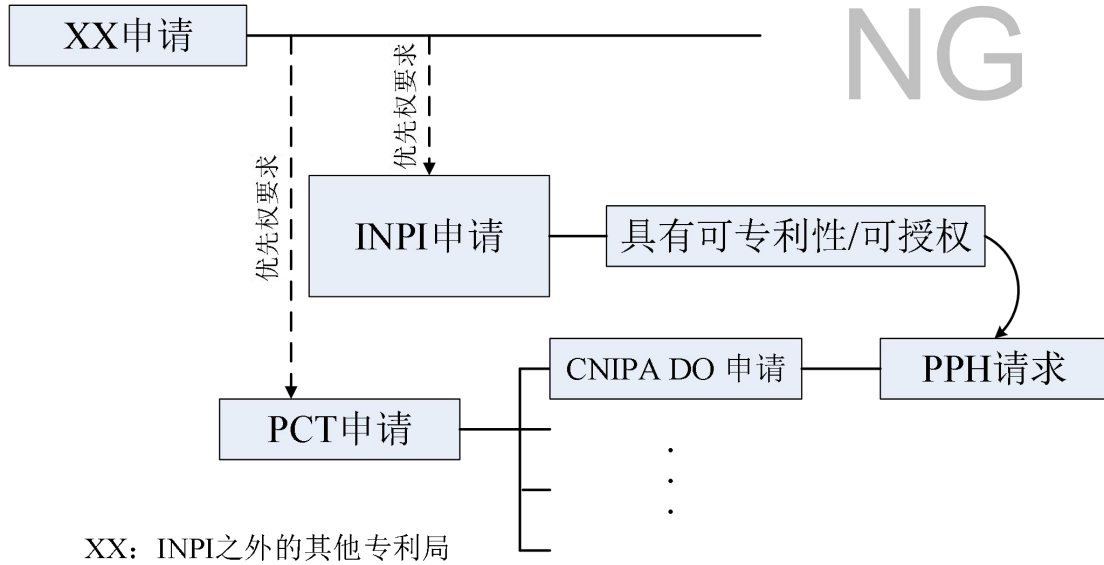 XX申请
NG
优先权要求
优先权要求
INPI申请
具有可专利性/可授权
CNIPA DO 申请
PPH请求
PCT申请
XX：INPI之外的其他专利局